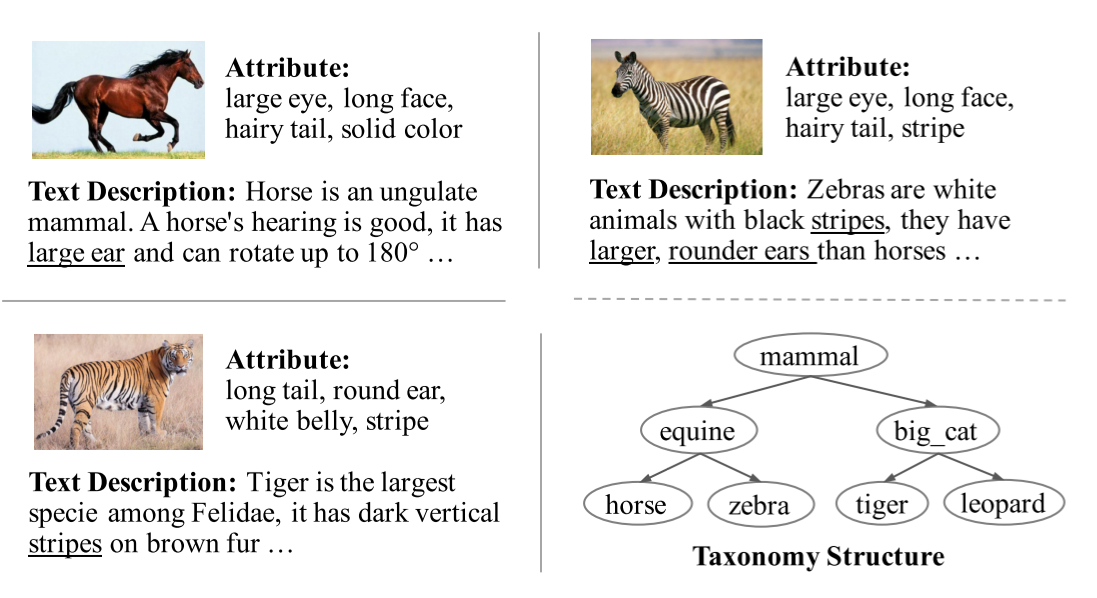 Attribute:
large eye, long face,
hairy tail, solid color
Text Description: Horse is an ungulate
mammal. A horse's hearing is good, it has
large ear and can rotate up to 180° …
Attribute:
large eye, long face,
hairy tail, stripe
Text Description: Zebras are white
animals with black stripes, they have
larger, rounder ears than horses …
Attribute:
long tail, round ear,
white belly, stripe
Text Description: Tiger is the largest
specie among Felidae, it has dark vertical
stripes on brown fur …
mammal
equine big_cat
horse zebra tiger leopard
Taxonomy Structure